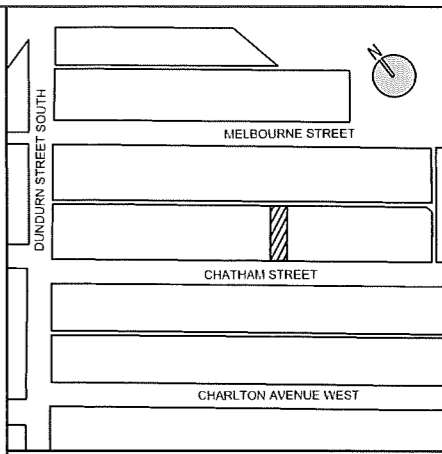 N
MELBOURNE STREET
DUNDURN STREET SOUTH
CHATHAM STREET
CHARLTON AVENUE WEST